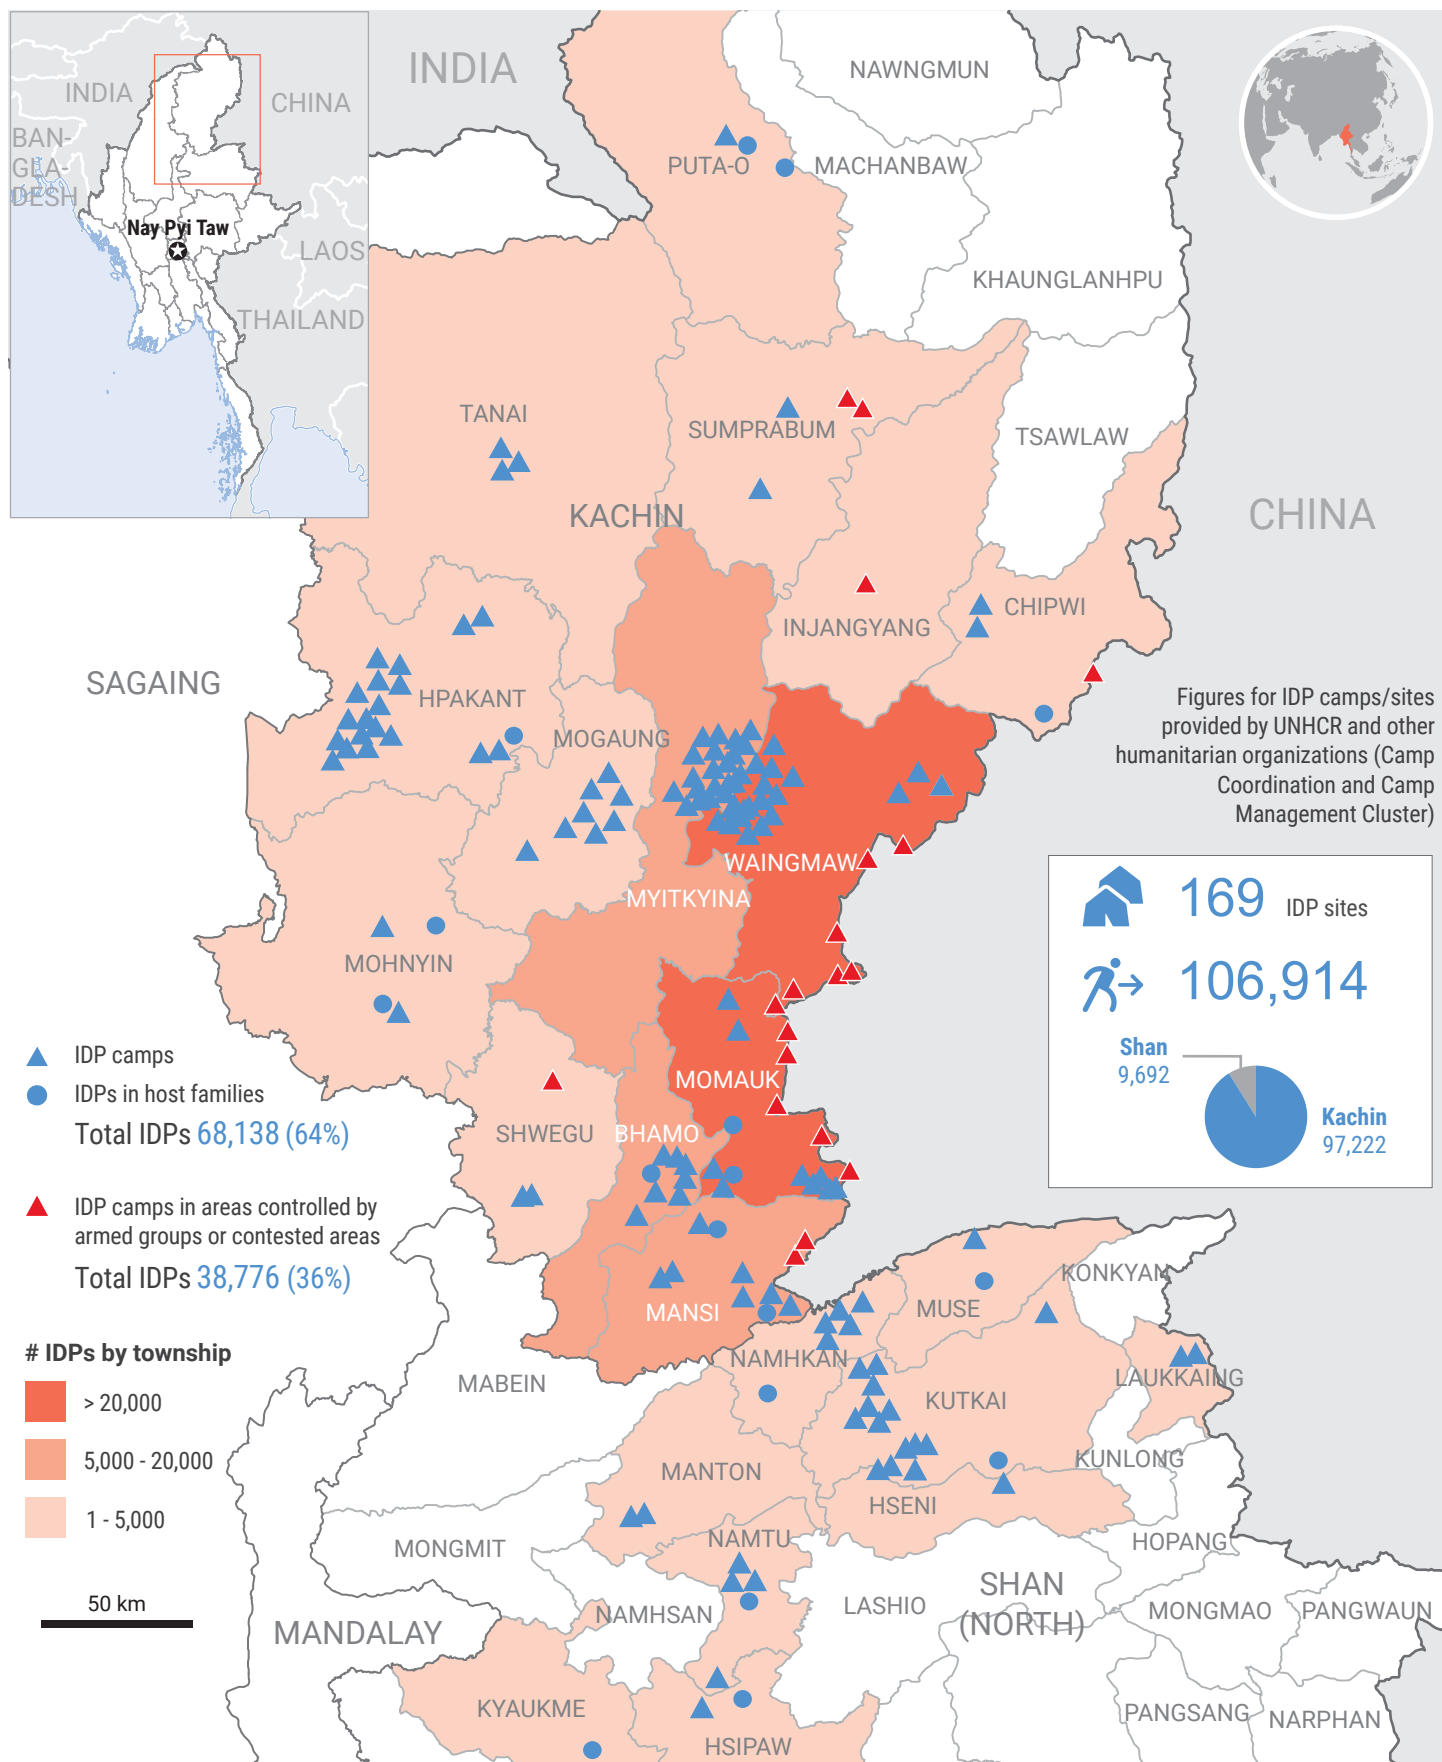 INDIA
CHINA
BAN-
GLA-
DESH
Nay Pyi Taw
LAOS
THAILAND
INDIA
NAWNGMUN
PUTA-O
MACHANBAW
KHAUNGLANHPU
TANAI
SUMPRABUM
TSAWLAW
KACHIN
CHINA
CHIPWI
INJANGYANG
SAGAING
HPAKANT
MOGAUNG
Figures for IDP camps/sites
provided by UNHCR and other
humanitarian organizations (Camp
Coordination and Camp
Management Cluster)
WAINGMAW
MYITKYINA
MOHNYIN
169 IDP sites
106,914
Shan
9,692
Kachin
97,222
IDP camps
IDPs in host families
Total IDPs 68,138 (64%)
IDP camps in areas controlled by
armed groups or contested areas
Total IDPs 38,776 (36%)
MOMAUK
SHWEGU
BHAMO
MANSI
KONKYAN
MUSE
NAMHKAN
LAUKKAING
MABEIN
KUTKAI
# IDPs by township
> 20,000
5,000 - 20,000
1 - 5,000
KUNLONG
MANTON
HSENI
HOPANG
NAMTU
MONGMIT
SHAN
(NORTH)
NAMHSAN
LASHIO
MONGMAO
PANGWAUN
50 km
MANDALAY
KYAUKME
HSIPAW
PANGSANG
NARPHAN